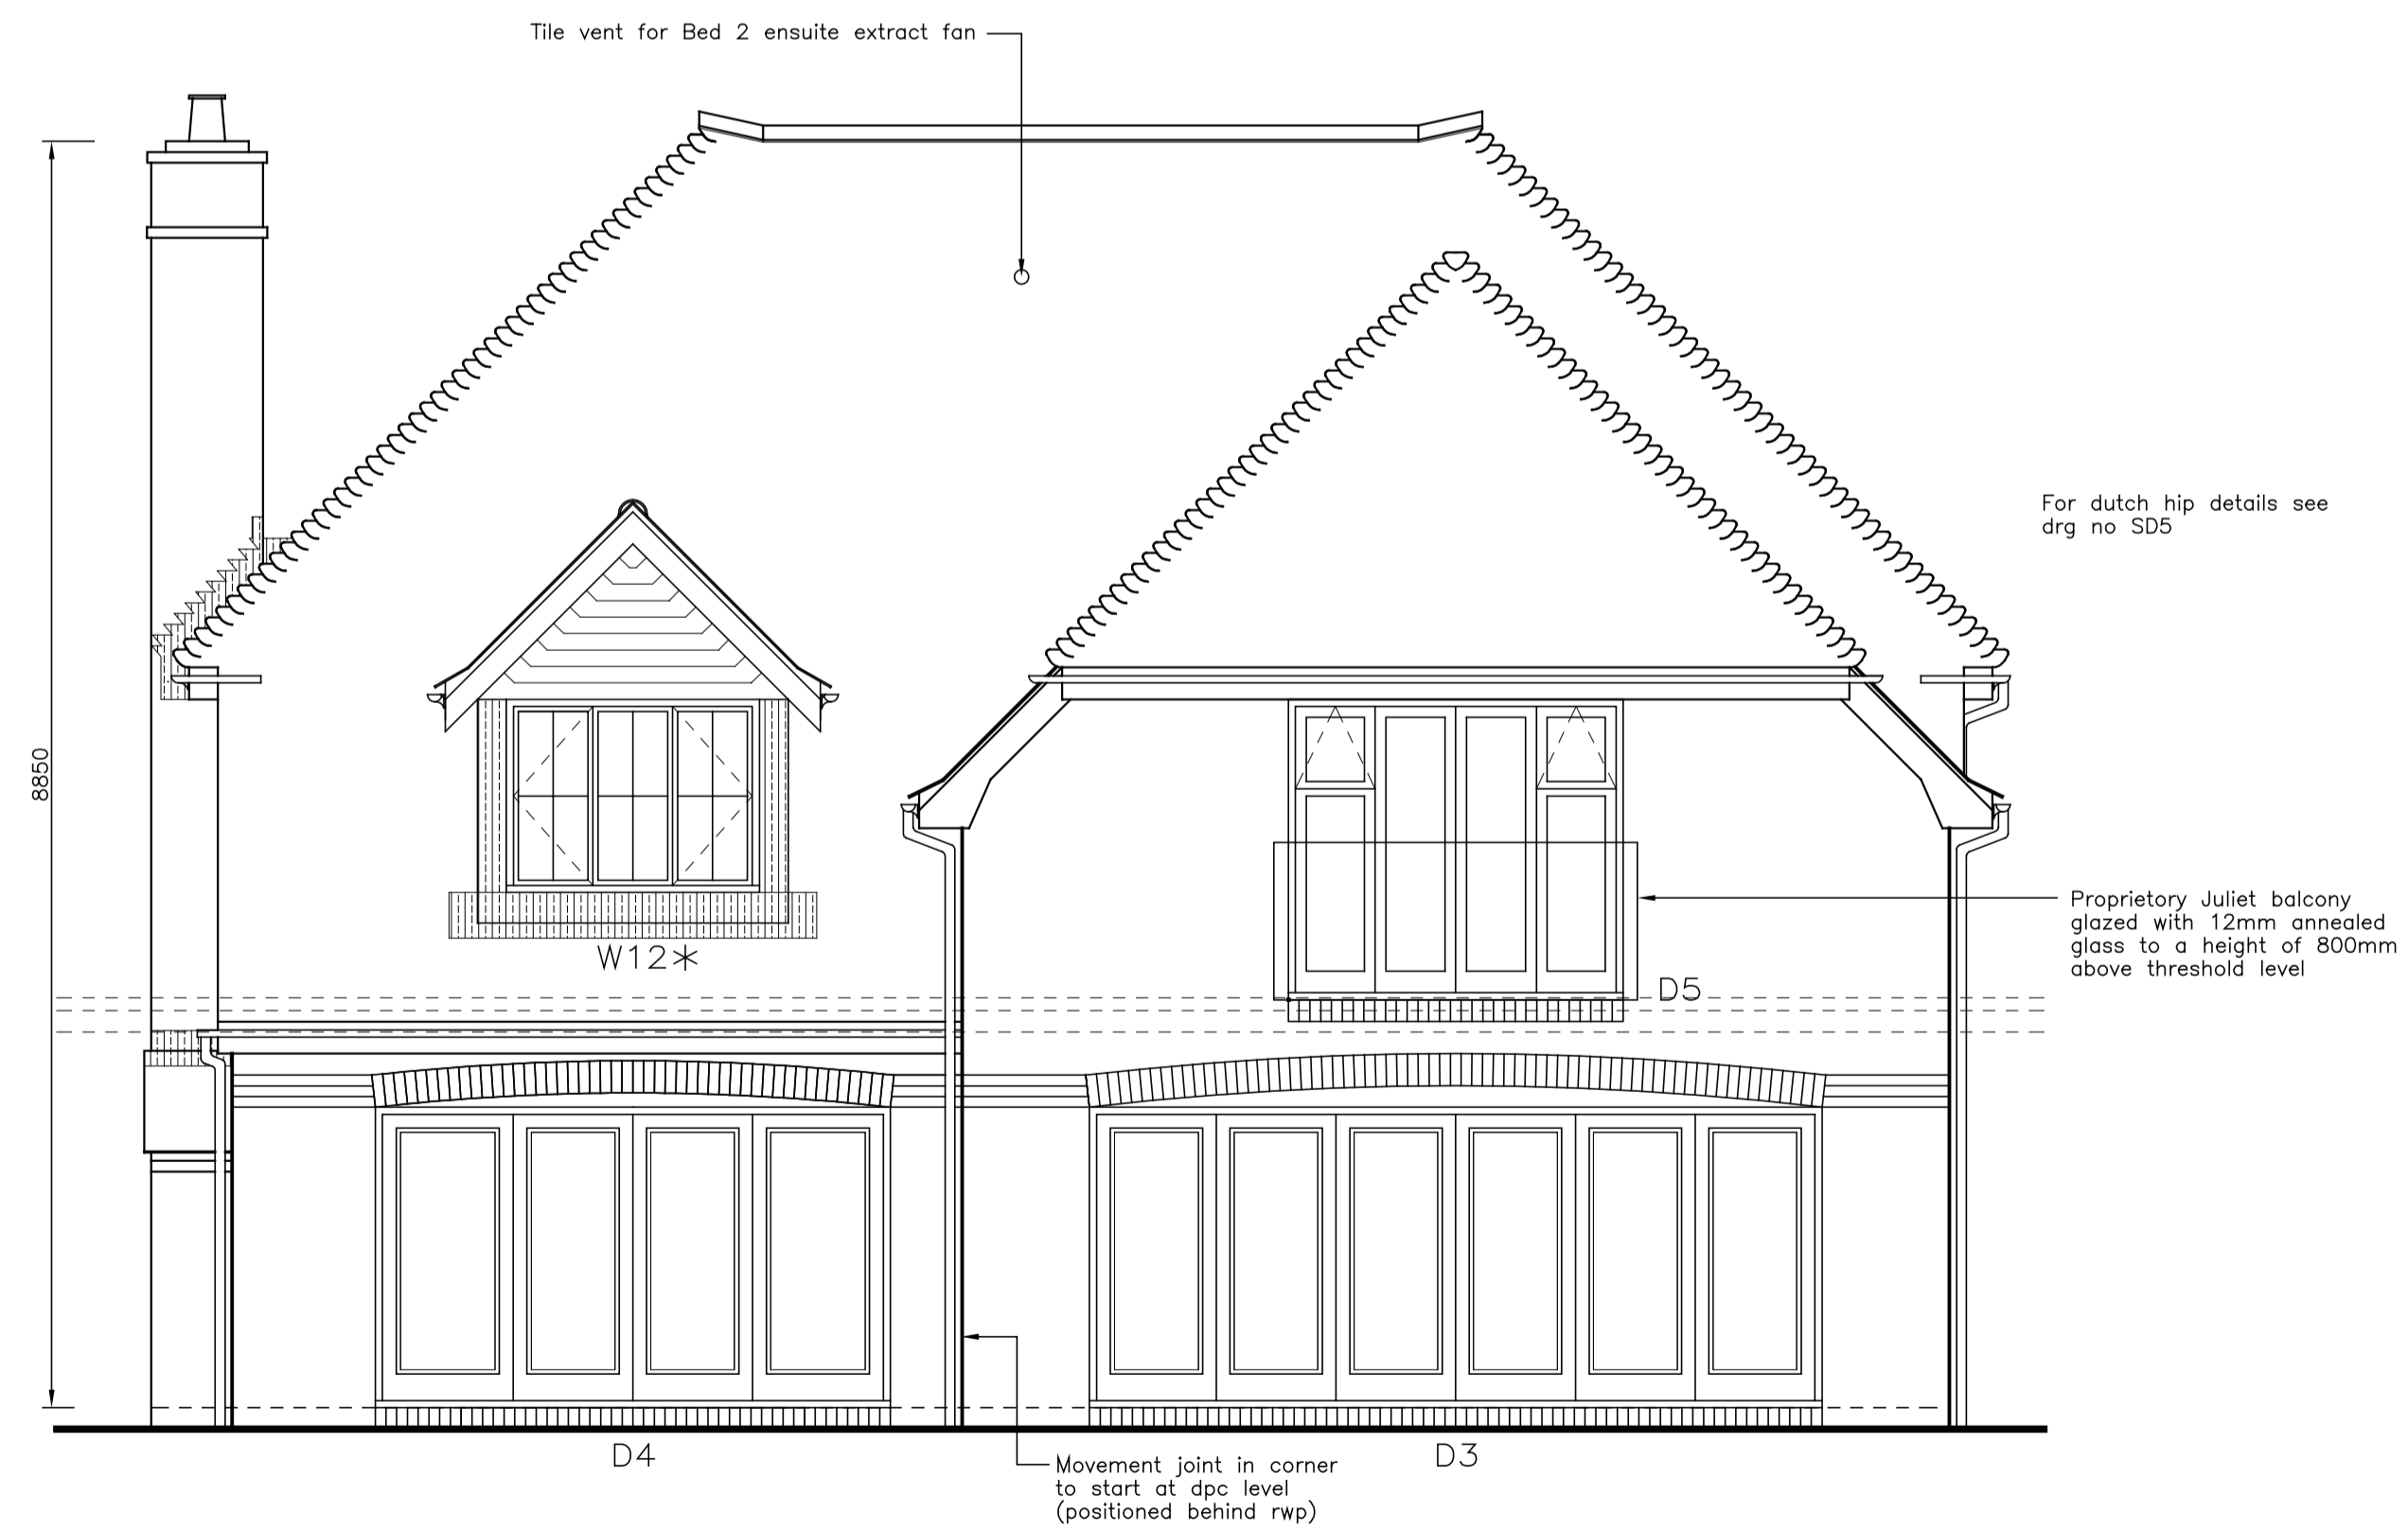 Tile vent for Bed 2 ensuite extract fan
For dutch hip details see
drg no SD5
8850
Proprietory Juliet balcony
glazed with 12mm annealed
glass to a height of 800mm
above threshold level
W12*
D5
D4
D3
Movement joint in corner
to start at dpc level
(positioned behind rwp)